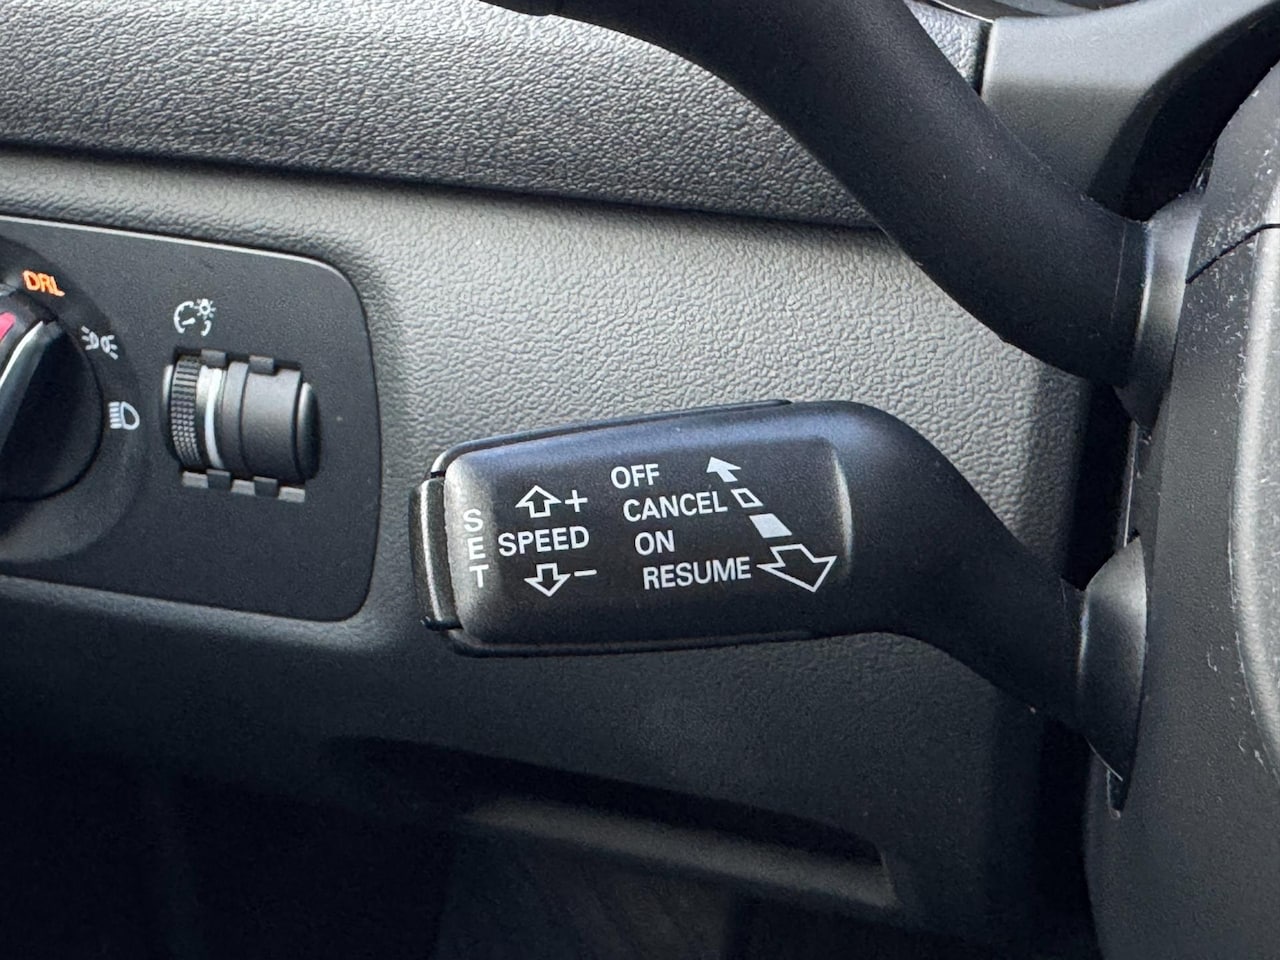 DRL
SET
+
SPEED
−
OFF
CANCEL
ON
RESUME